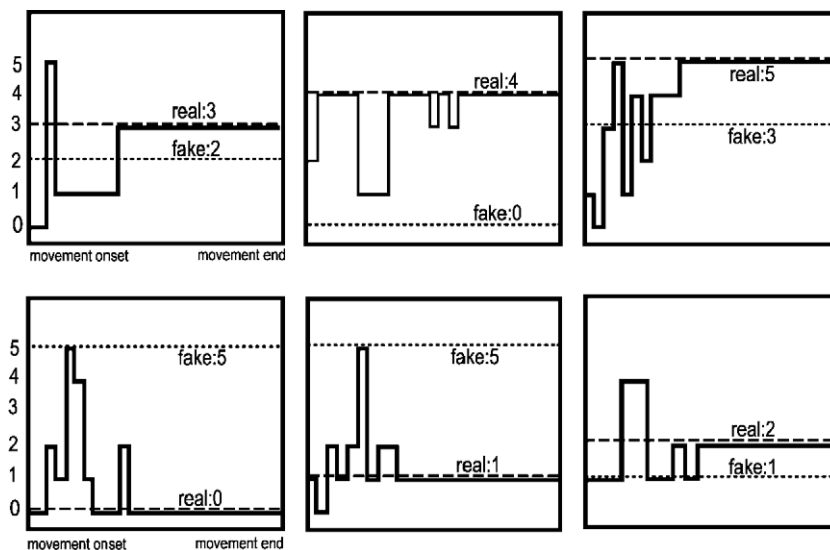 5
4
3
2
1
0
real:3
fake:2
movement onset movement end
real:4
fake:0
real:5
fake:3
5
4
3
2
1
0
fake:5
real:0
movement onset movement end
fake:5
real:1
real:2
fake:1